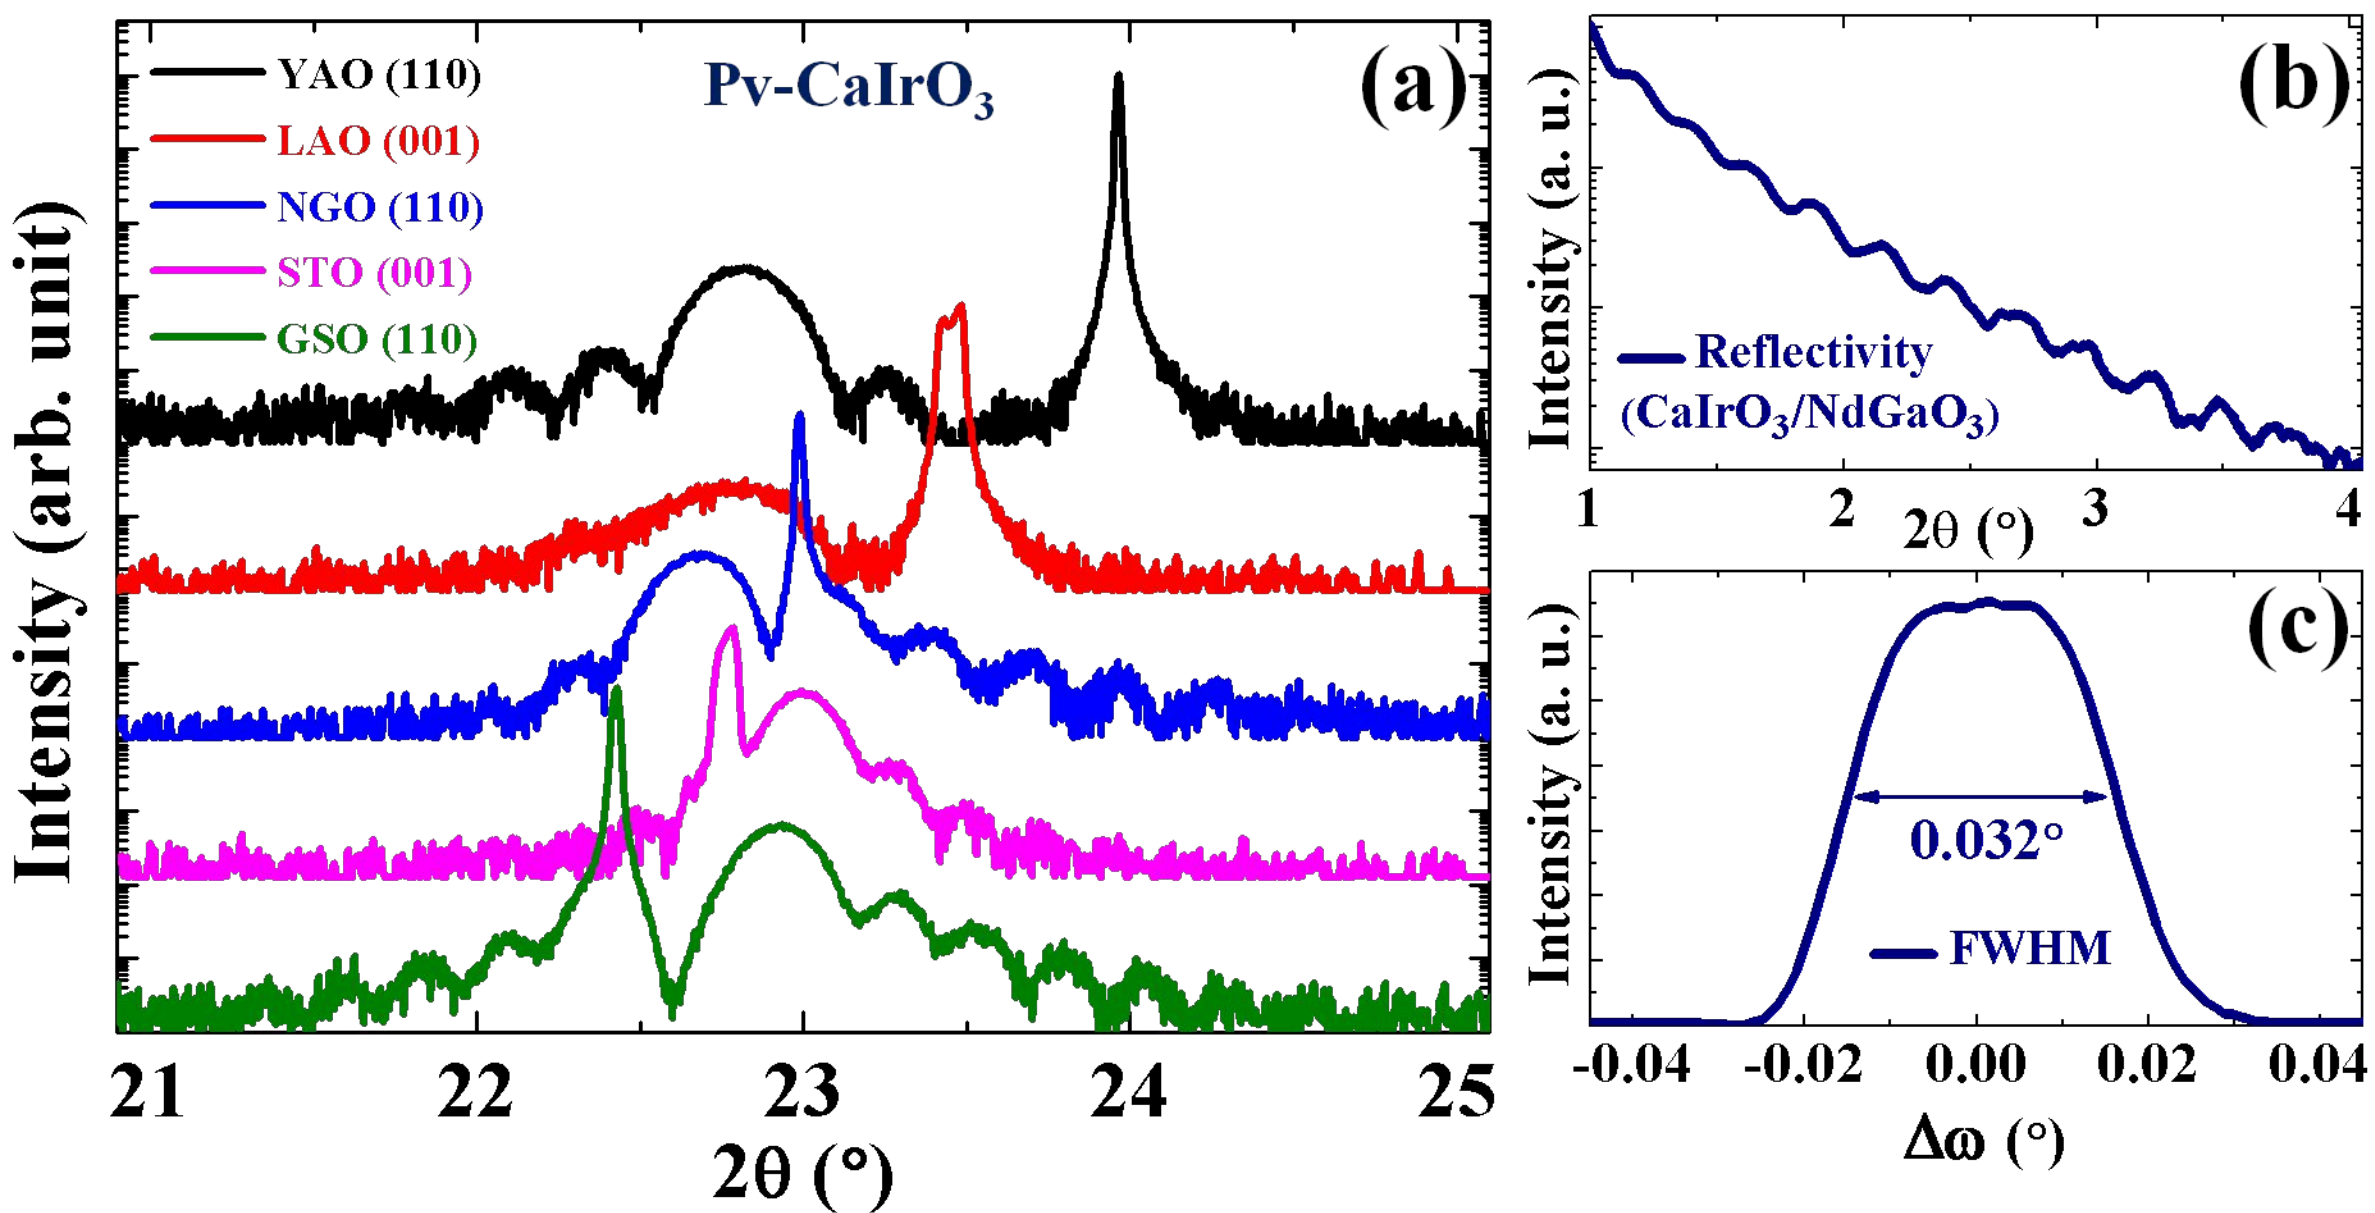 Intensity (arb. unit)
YAO (110)
LAO (001)
NGO (110)
STO (001)
GSO (110)
Pv-CaIrO₃
(a)
21 22 23 24 25
2θ (°)
Intensity (a. u.)
(b)
Reflectivity
(CaIrO₃/NdGaO₃)
1 2 3 4
2θ (°)
Intensity (a. u.)
(c)
0.032°
FWHM
-0.04 -0.02 0.00 0.02 0.04
Δω (°)